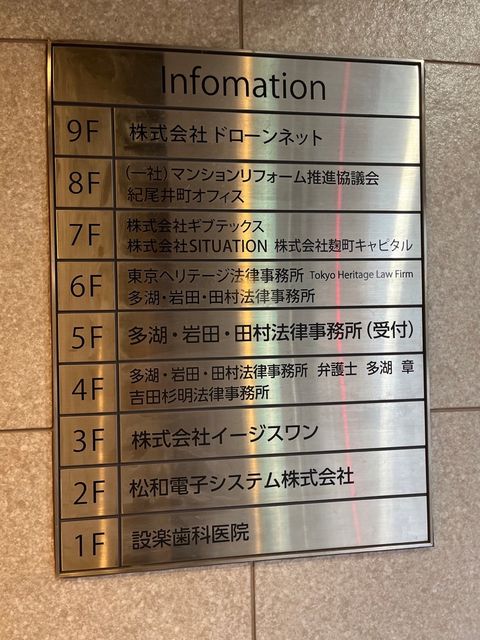 Infomation
9F 株式会社ドローンネット
8F (一社)マンションリフォーム推進協議会
紀尾井町オフィス
7F 株式会社ギブテックス
株式会社SITUATION 株式会社麹町キャピタル
6F 東京ヘリテージ法律事務所 Tokyo Heritage Law Firm
多湖・岩田・田村法律事務所
5F 多湖・岩田・田村法律事務所(受付)
4F 多湖・岩田・田村法律事務所 弁護士 多湖 章
吉田杉明法律事務所
3F 株式会社イージスワン
2F 松和電子システム株式会社
1F 設楽歯科医院